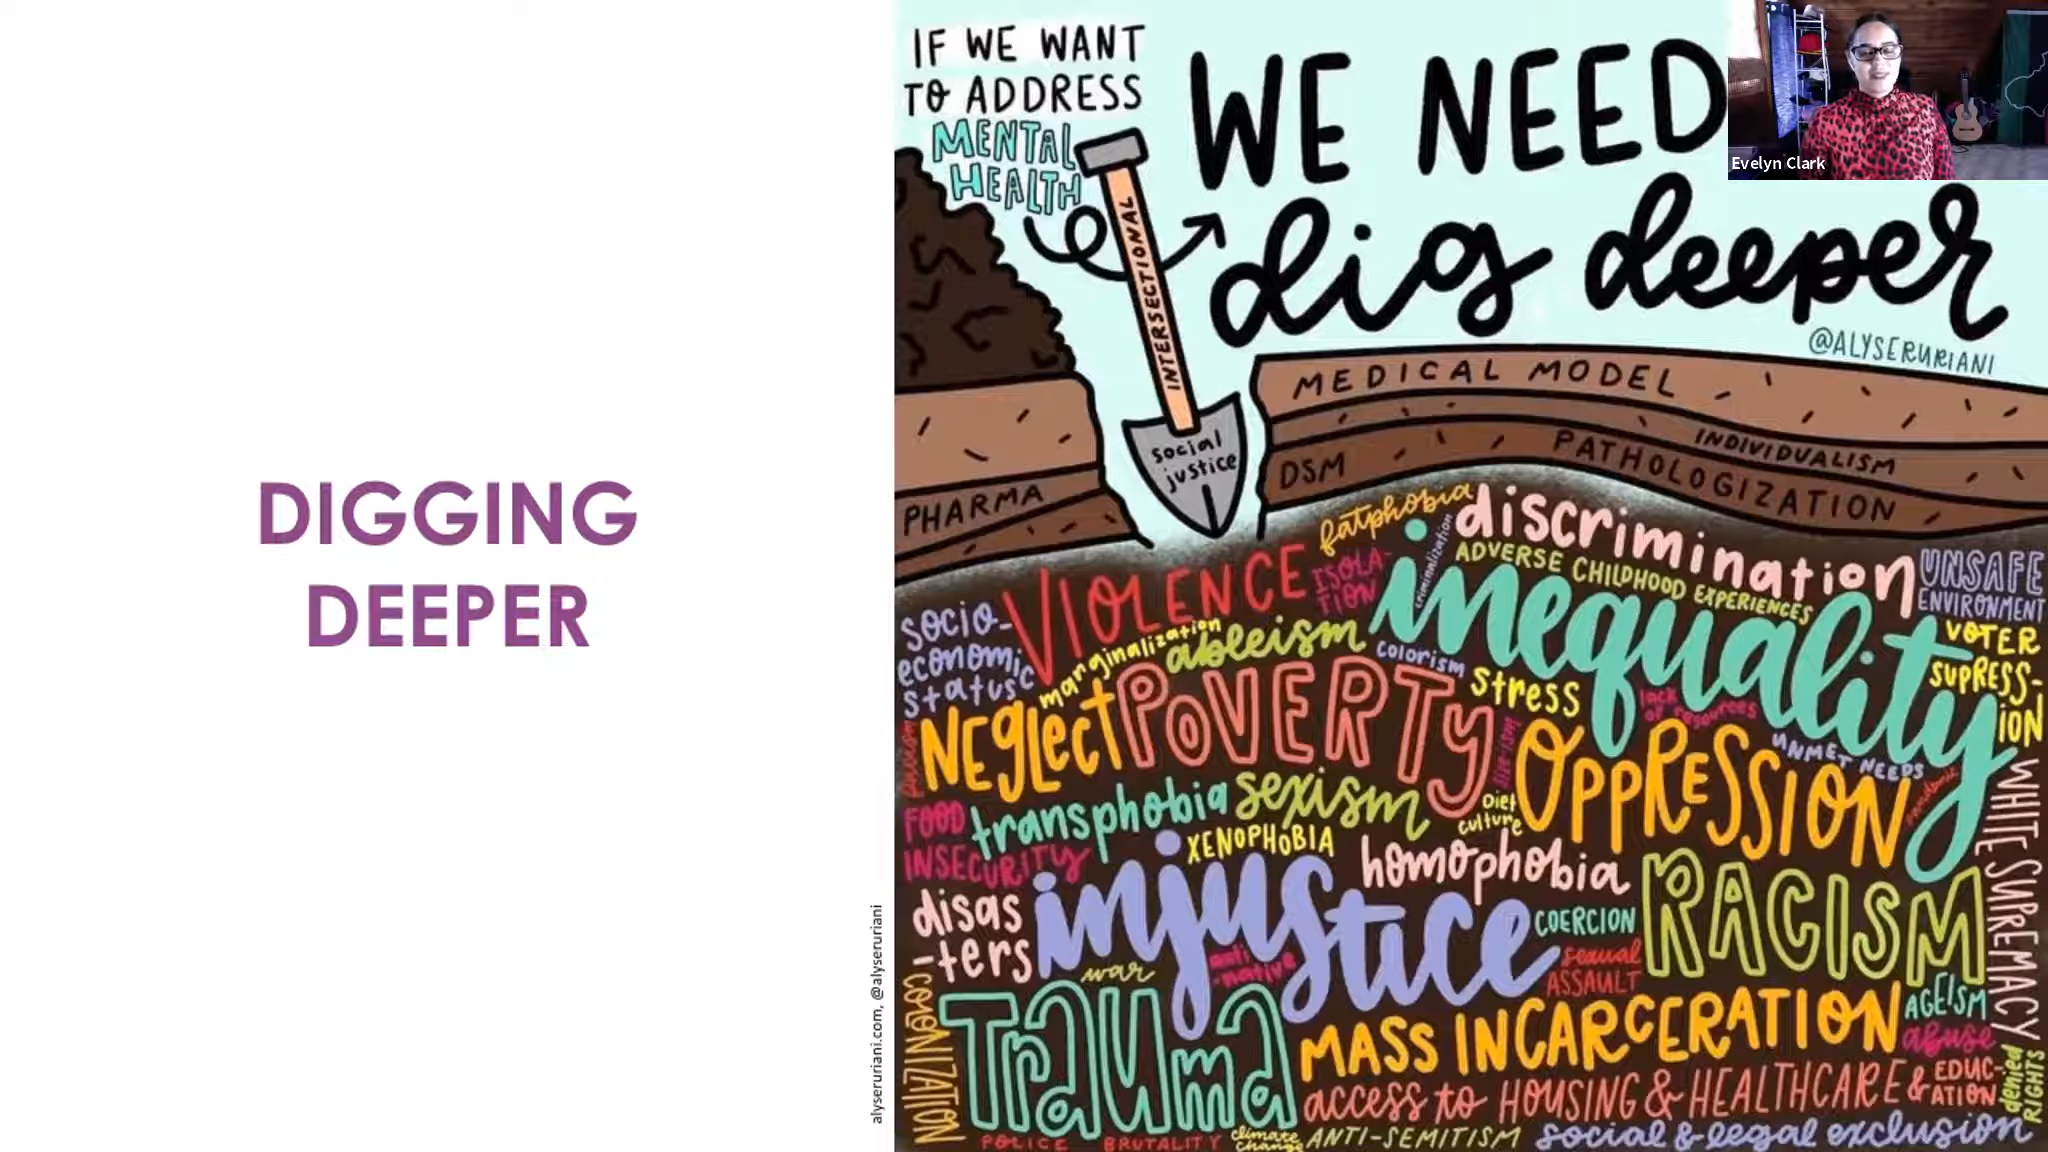 DIGGING
DEEPER
alyseruriani.com, @alyseruriani
IF WE WANT
TO ADDRESS
MENTAL
HEALTH
WE NEED
dig deeper
@ALYSERURIANI
Evelyn Clark
INTERSECTIONAL
social
justice
MEDICAL MODEL
INDIVIDUALISM
PATHOLOGIZATION
DSM
PHARMA
fatphobia
discrimination
criminalization
ADVERSE CHILDHOOD EXPERIENCES
UNSAFE
ENVIRONMENT
VIOLENCE
ISOLA-
TION
inequality
socio-
economic
status
marginalization
ableism
colorism
VOTER
SUPRESS-
ION
NEglect
POVERTY
stress
lack
of resources
UNMET NEEDS
OPPRESSION
FOOD
INSECURITY
transphobia
sexism
Diet
culture
WHITE SUPREMACY
XENOPHOBIA
homophobia
injustice
RACISM
disas
-ters
COERCION
sexual
ASSAULT
war
anti
-native
COLONIZATION
Trauma
MASS INCARCERATION
AGEISM
abuse
access to HOUSING & HEALTHCARE & EDUC-
ATION
denied
RIGHTS
POLICE BRUTALITY
climate
change
ANTI-SEMITISM
social & legal exclusion